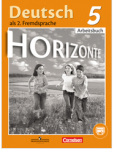 Deutsch 5
als 2. Fremdsprache
Arbeitsbuch
HORIZONTE
Cornelsen